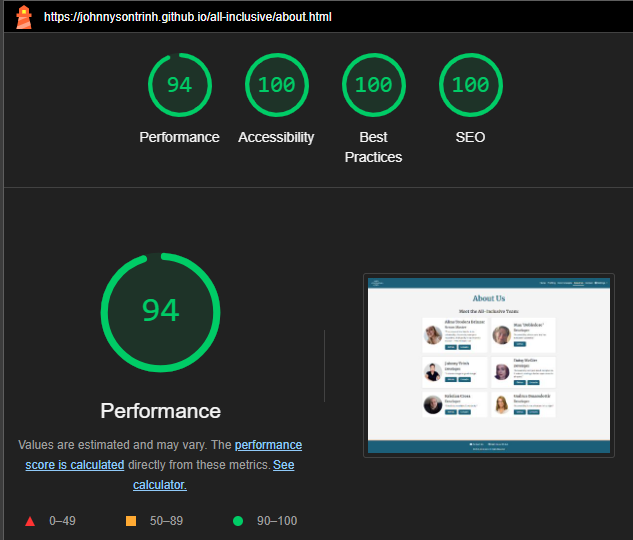 https://johnnysontrinh.github.io/all-inclusive/about.html
94
100
100
100
Performance
Accessibility
Best
Practices
SEO
94
Performance
Values are estimated and may vary. The performance
score is calculated directly from these metrics. See
calculator.
0–49
50–89
90–100
About Us
Meet the All-Inclusive Team: